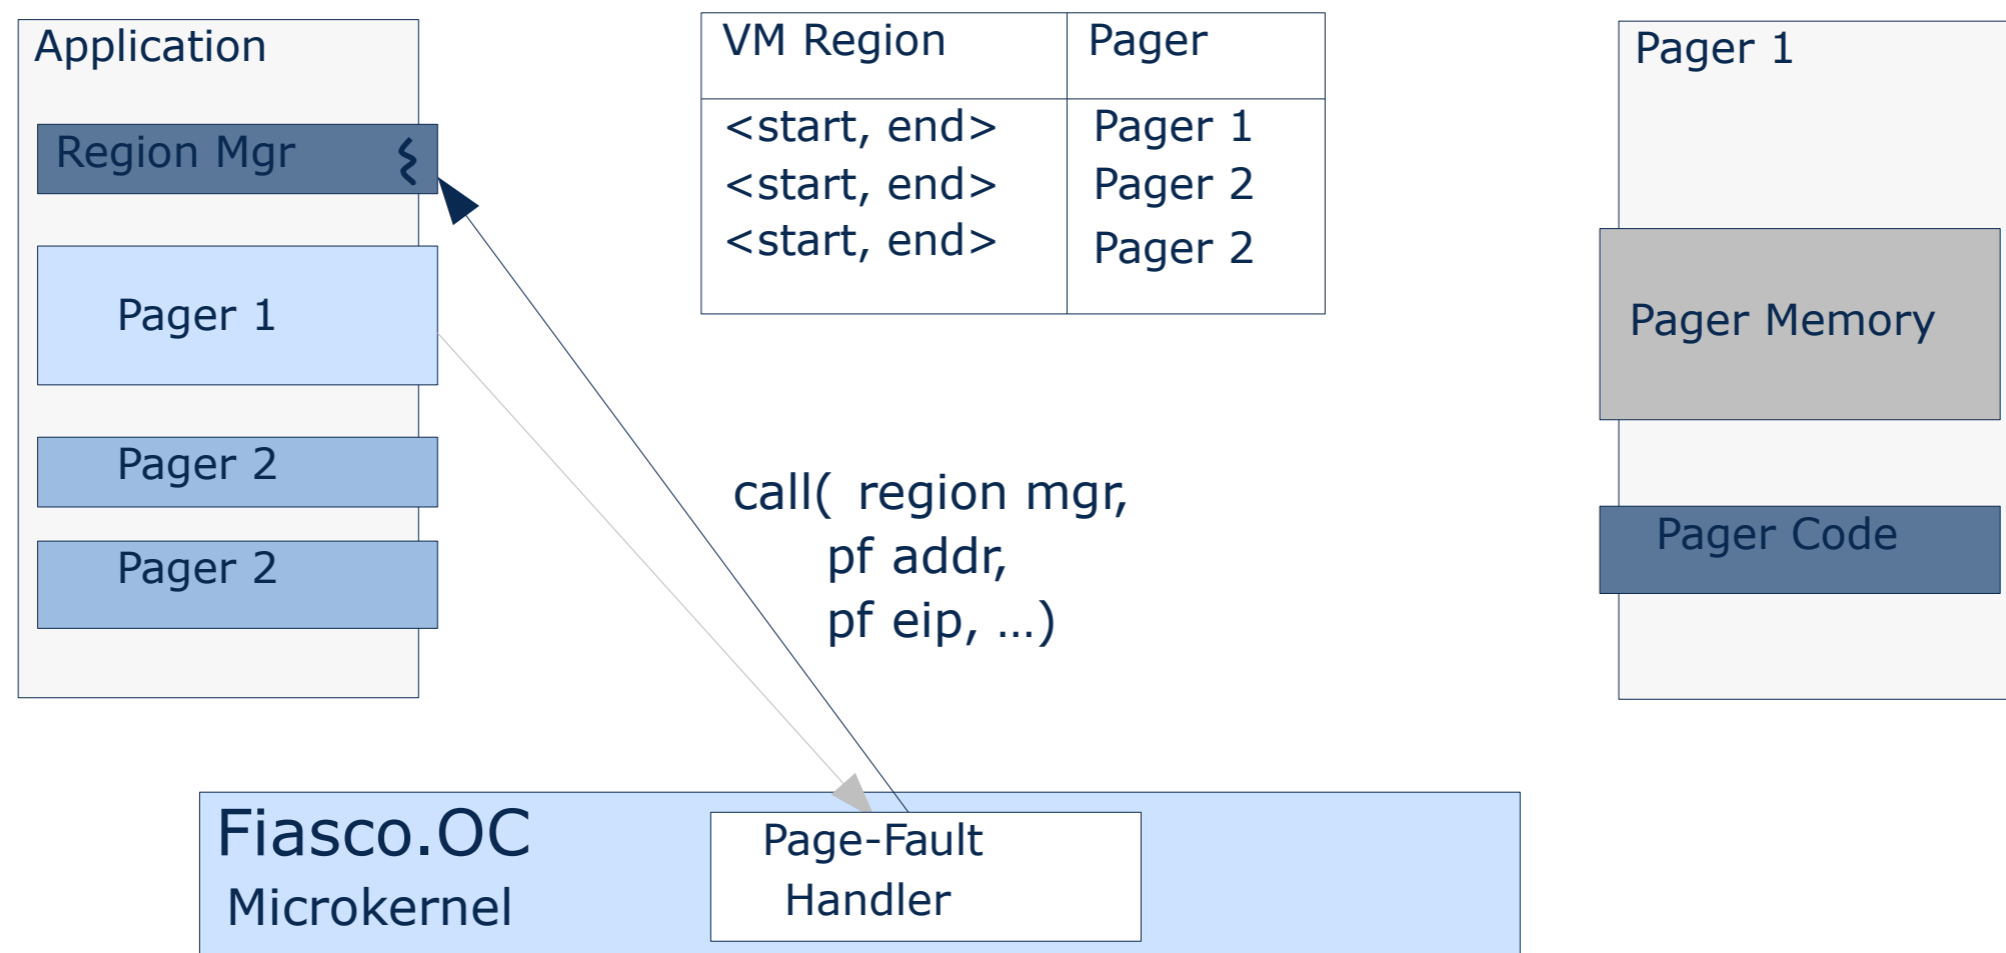 Application
Region Mgr
Pager 1
Pager 2
Pager 2
VM Region Pager
<start, end> Pager 1
<start, end> Pager 2
<start, end> Pager 2
call( region mgr,
pf addr,
pf eip, ...)
Pager 1
Pager Memory
Pager Code
Fiasco.OC
Microkernel
Page-Fault
Handler